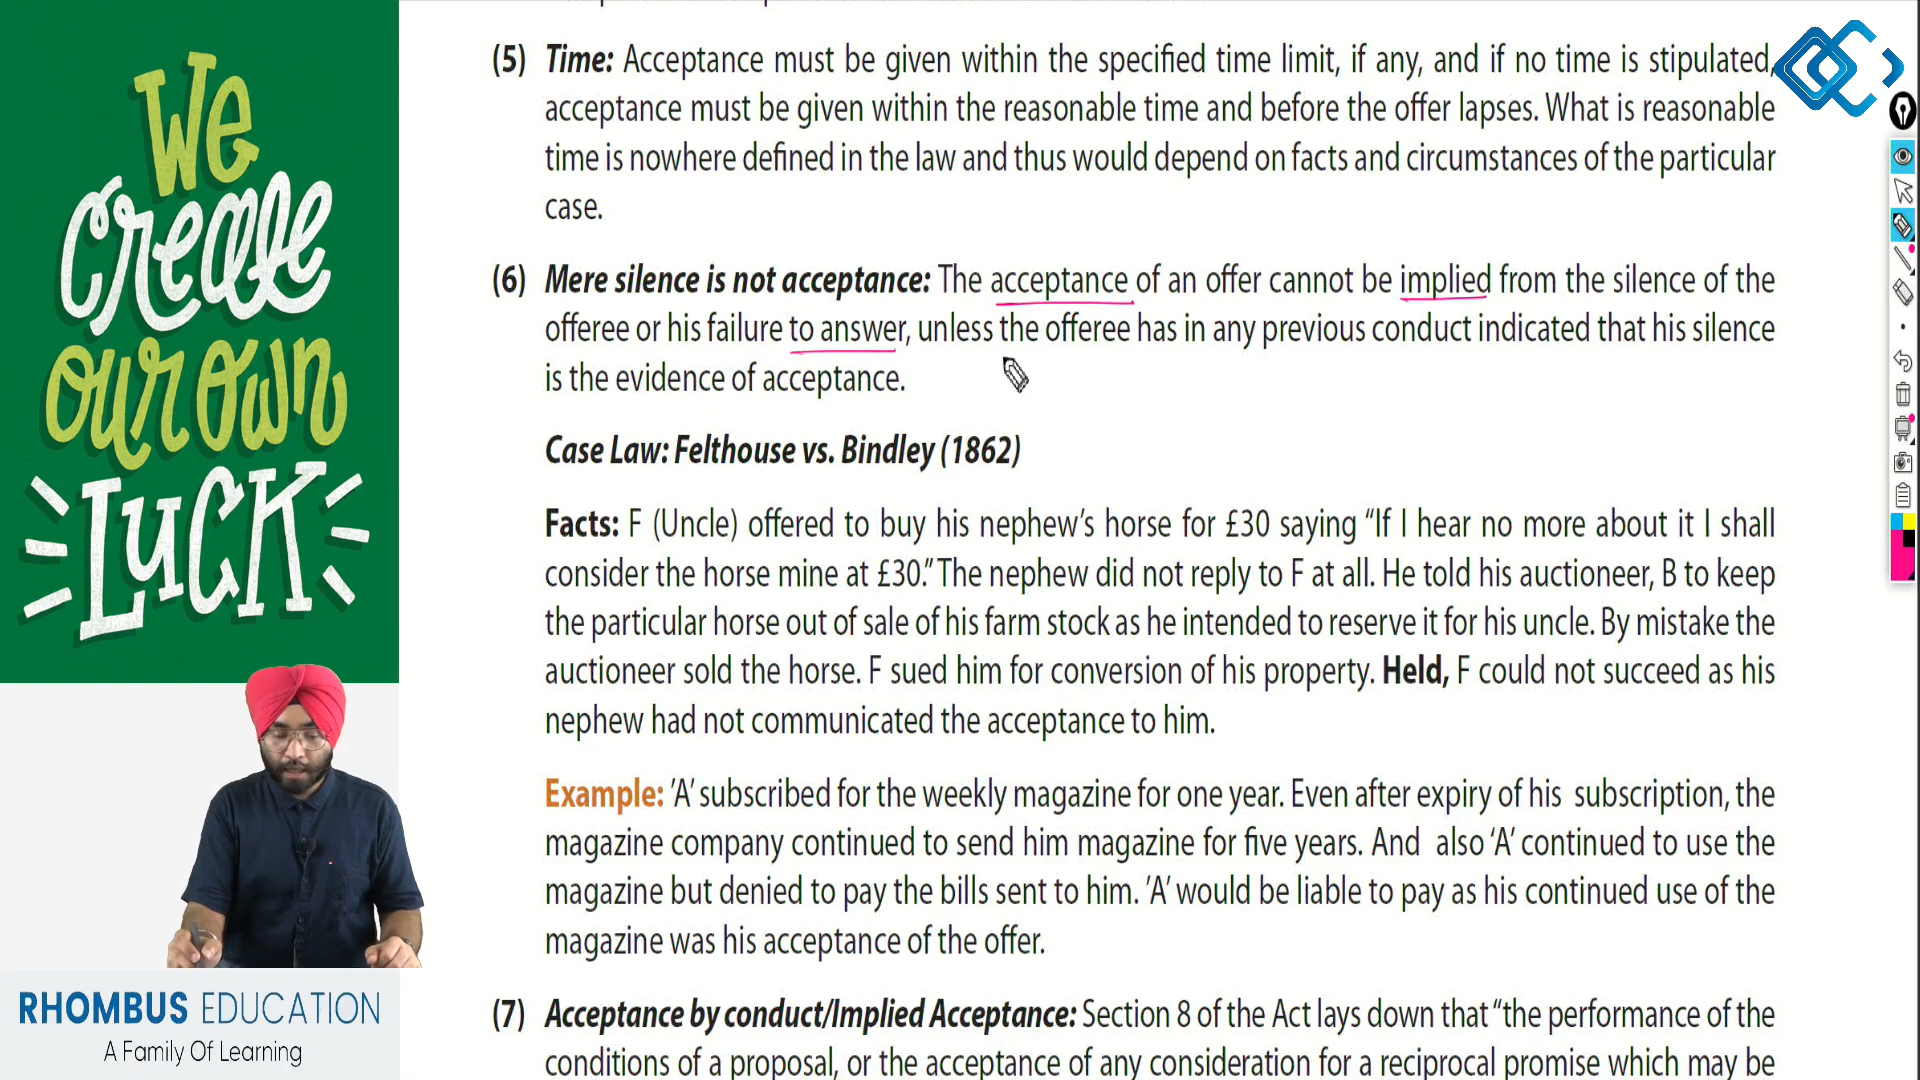 We
create
our own
LUCK
RHOMBUS EDUCATION
A Family Of Learning
(5) Time: Acceptance must be given within the specified time limit, if any, and if no time is stipulated,
acceptance must be given within the reasonable time and before the offer lapses. What is reasonable
time is nowhere defined in the law and thus would depend on facts and circumstances of the particular
case.
(6) Mere silence is not acceptance: The acceptance of an offer cannot be implied from the silence of the
offeree or his failure to answer, unless the offeree has in any previous conduct indicated that his silence
is the evidence of acceptance.
Case Law: Felthouse vs. Bindley (1862)
Facts: F (Uncle) offered to buy his nephew’s horse for £30 saying “If I hear no more about it I shall
consider the horse mine at £30.” The nephew did not reply to F at all. He told his auctioneer, B to keep
the particular horse out of sale of his farm stock as he intended to reserve it for his uncle. By mistake the
auctioneer sold the horse. F sued him for conversion of his property. Held, F could not succeed as his
nephew had not communicated the acceptance to him.
Example: ’A’ subscribed for the weekly magazine for one year. Even after expiry of his subscription, the
magazine company continued to send him magazine for five years. And also ‘A’ continued to use the
magazine but denied to pay the bills sent to him. ’A’ would be liable to pay as his continued use of the
magazine was his acceptance of the offer.
(7) Acceptance by conduct/Implied Acceptance: Section 8 of the Act lays down that “the performance of the
conditions of a proposal, or the acceptance of any consideration for a reciprocal promise which may be